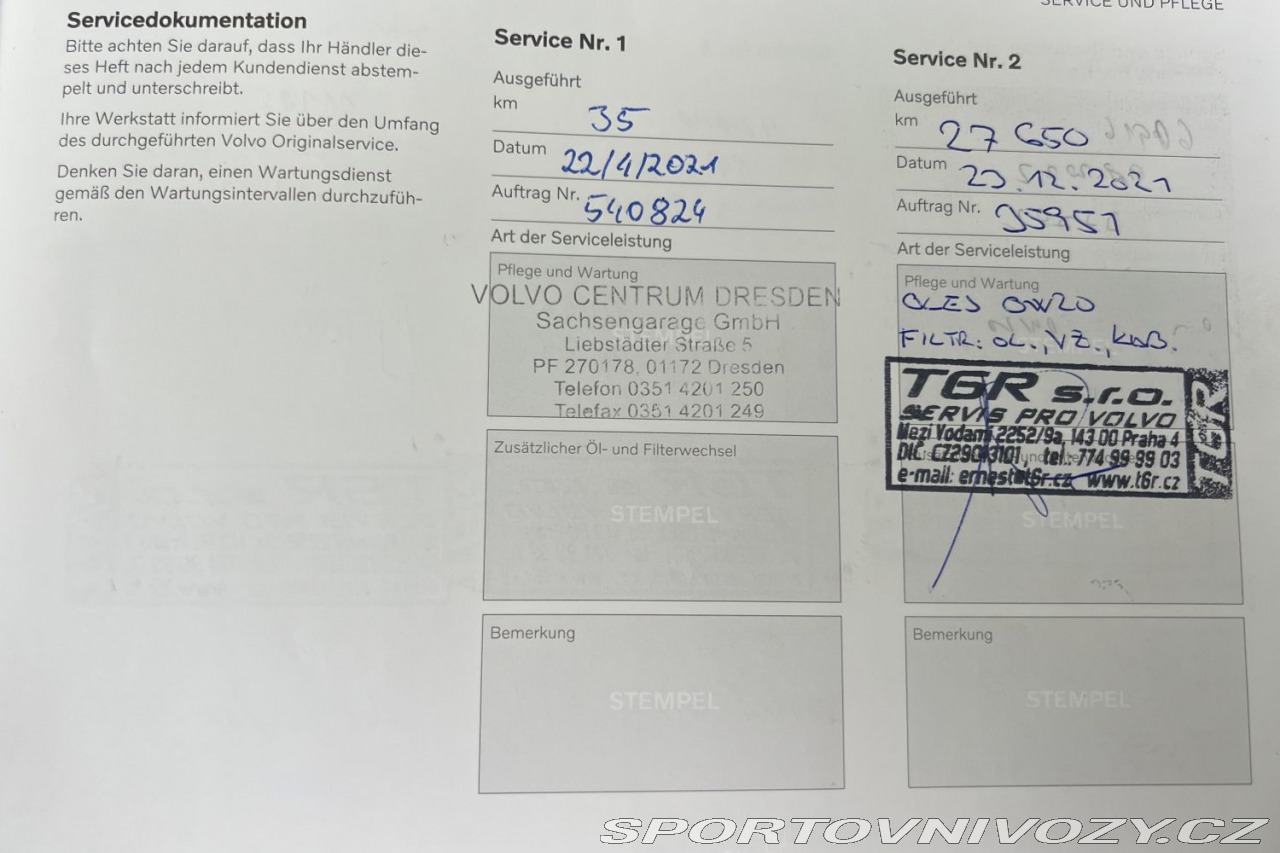 SERVICE UND PFLEGE
Servicedokumentation
Bitte achten Sie darauf, dass Ihr Händler die-
ses Heft nach jedem Kundendienst abstem-
pelt und unterschreibt.
Ihre Werkstatt informiert Sie über den Umfang
des durchgeführten Volvo Originalservice.
Denken Sie daran, einen Wartungsdienst
gemäß den Wartungsintervallen durchzufüh-
ren.
Service Nr. 1
Ausgeführt
km 35
Datum 22/4/2021
Auftrag Nr. 540824
Art der Serviceleistung
Pflege und Wartung
VOLVO CENTRUM DRESDEN
Sachsengarage GmbH
Liebstädter Straße 5
PF 270178, 01172 Dresden
Telefon 0351 4201 250
Telefax 0351 4201 249
Zusätzlicher Öl- und Filterwechsel
STEMPEL
Bemerkung
STEMPEL
Service Nr. 2
Ausgeführt
km 27 650
Datum 12.2021
Auftrag Nr.
Art der Serviceleistung
Pflege und Wartung
OLEJ 0W20
FILTR: OL., VZ., KAB.
T6R s.r.o.
SERVIS PRO VOLVO
T6R
Mezi Vodami 2252/9a, 143 00 Praha 4
DIČ: tel.: 774 99 99 03
e-mail: www.t6r.cz
STEMPEL
Bemerkung
STEMPEL
SPORTOVNIVOZY.CZ